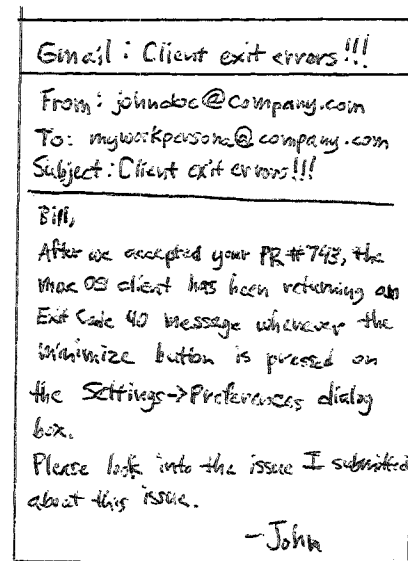 Gmail : Client exit errors!!!
From: johndoe@company.com
To: myworkpersona@company.com
Subject: Client exit errors!!!
Bill,
After we accepted your PR #743, the
Mac OS client has been returning an
Exit Code 40 message whenever the
minimize button is pressed on
the Settings->Preferences dialog
box.
Please look into the issue I submitted
about this issue.
-John